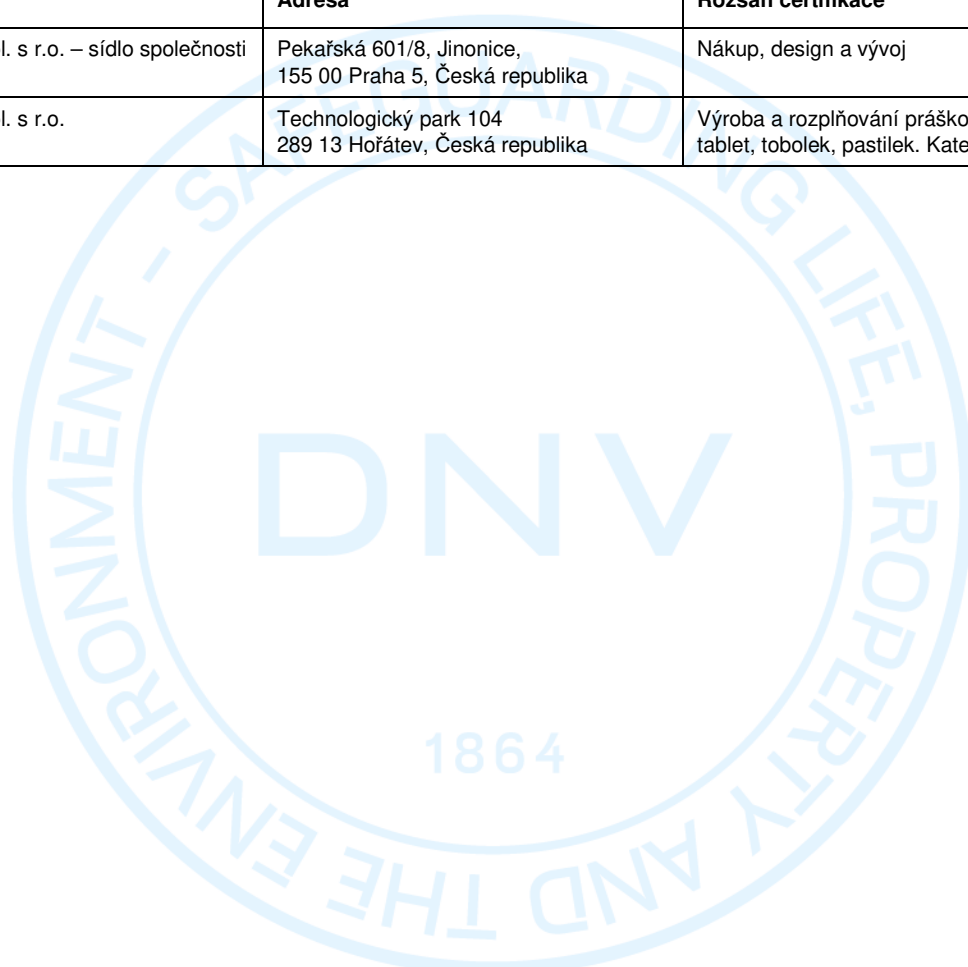 Adresa Rozsah certifikace
l. s r.o. – sídlo společnosti Pekařská 601/8, Jinonice, Nákup, design a vývoj
155 00 Praha 5, Česká republika
l. s r.o. Technologický park 104 Výroba a rozplňování práško
289 13 Hořátev, Česká republika tablet, tobolek, pastilek. Kate
SAFEGUARDING LIFE, PROPERTY AND THE ENVIRONMENT -
DNV
1864